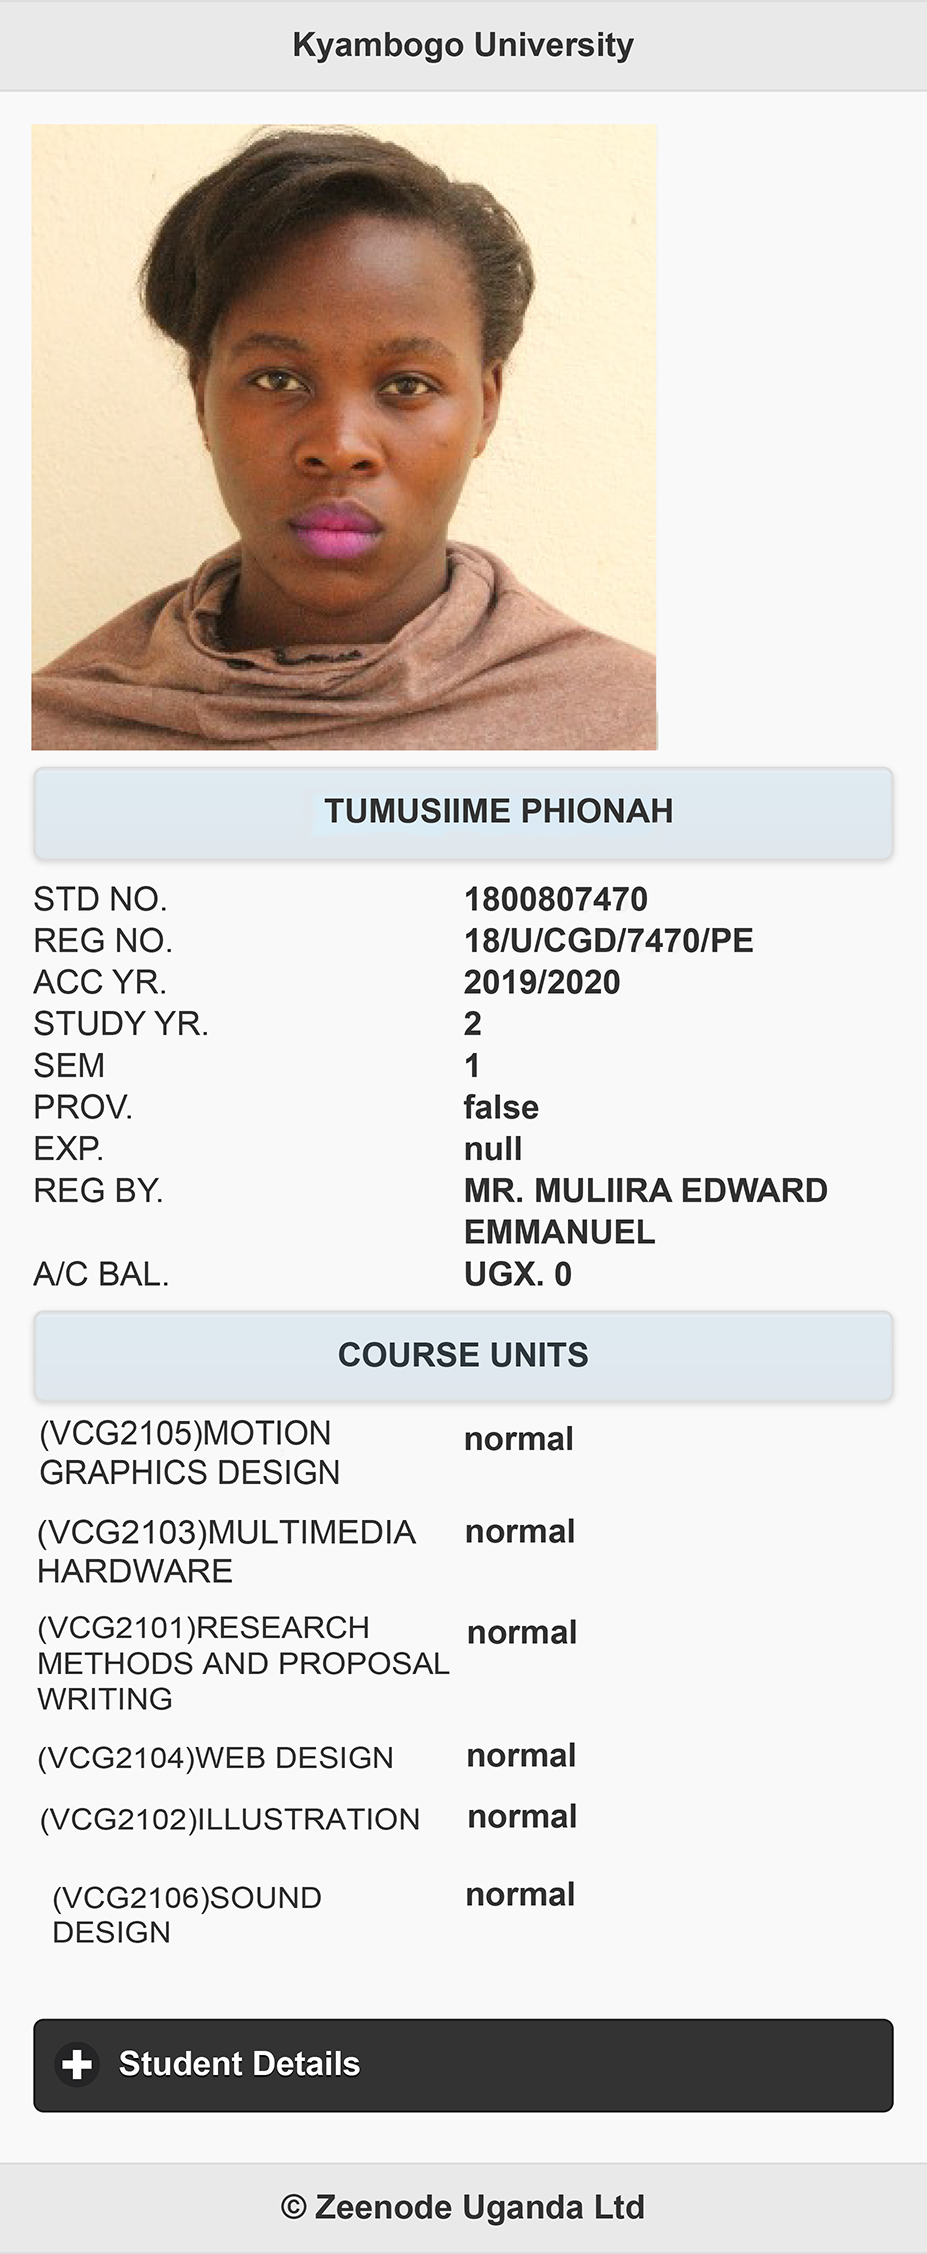 Kyambogo University
TUMUSIIME PHIONAH
STD NO. 1800807470
REG NO. 18/U/CGD/7470/PE
ACC YR. 2019/2020
STUDY YR. 2
SEM 1
PROV. false
EXP. null
REG BY. MR. MULIIRA EDWARD
EMMANUEL
A/C BAL. UGX. 0
COURSE UNITS
(VCG2105)MOTION normal
GRAPHICS DESIGN
(VCG2103)MULTIMEDIA normal
HARDWARE
(VCG2101)RESEARCH normal
METHODS AND PROPOSAL
WRITING
(VCG2104)WEB DESIGN normal
(VCG2102)ILLUSTRATION normal
(VCG2106)SOUND normal
DESIGN
Student Details
© Zeenode Uganda Ltd